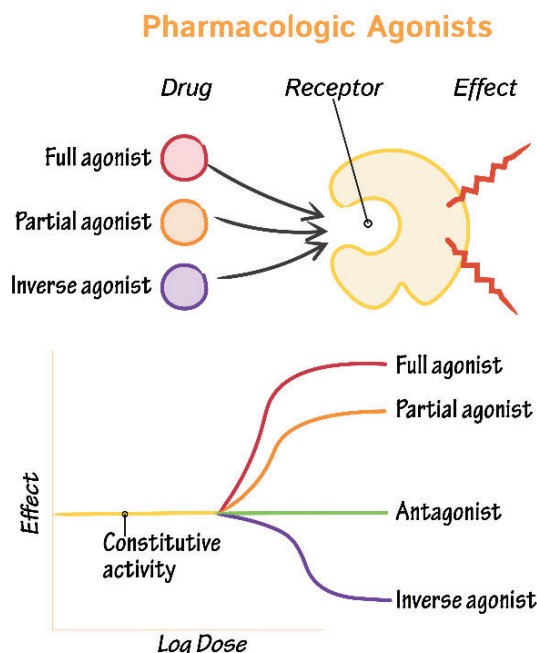 Pharmacologic Agonists
Drug Receptor Effect
Full agonist
Partial agonist
Inverse agonist
Full agonist
Partial agonist
Antagonist
Constitutive
activity
Inverse agonist
Effect
Log Dose